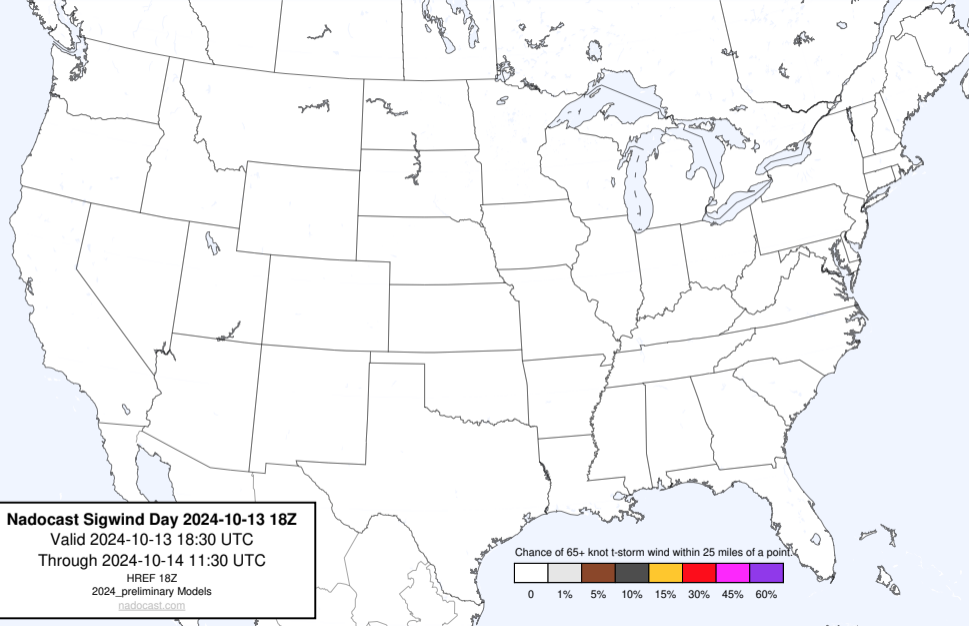 Nadocast Sigwind Day 2024-10-13 18Z
Valid 2024-10-13 18:30 UTC
Through 2024-10-14 11:30 UTC
HREF 18Z
2024_preliminary Models
nadocast.com
Chance of 65+ knot t-storm wind within 25 miles of a point.
0 1% 5% 10% 15% 30% 45% 60%